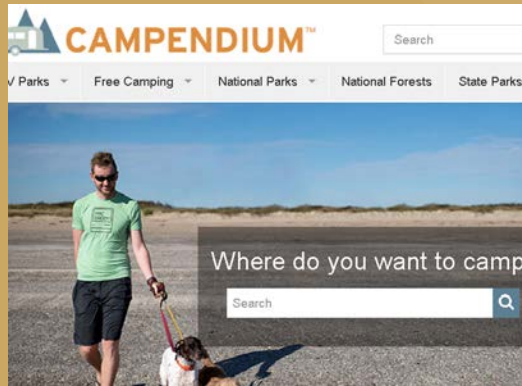 CAMPENDIUM™
Search
V Parks Free Camping National Parks National Forests State Parks
Where do you want to camp
Search